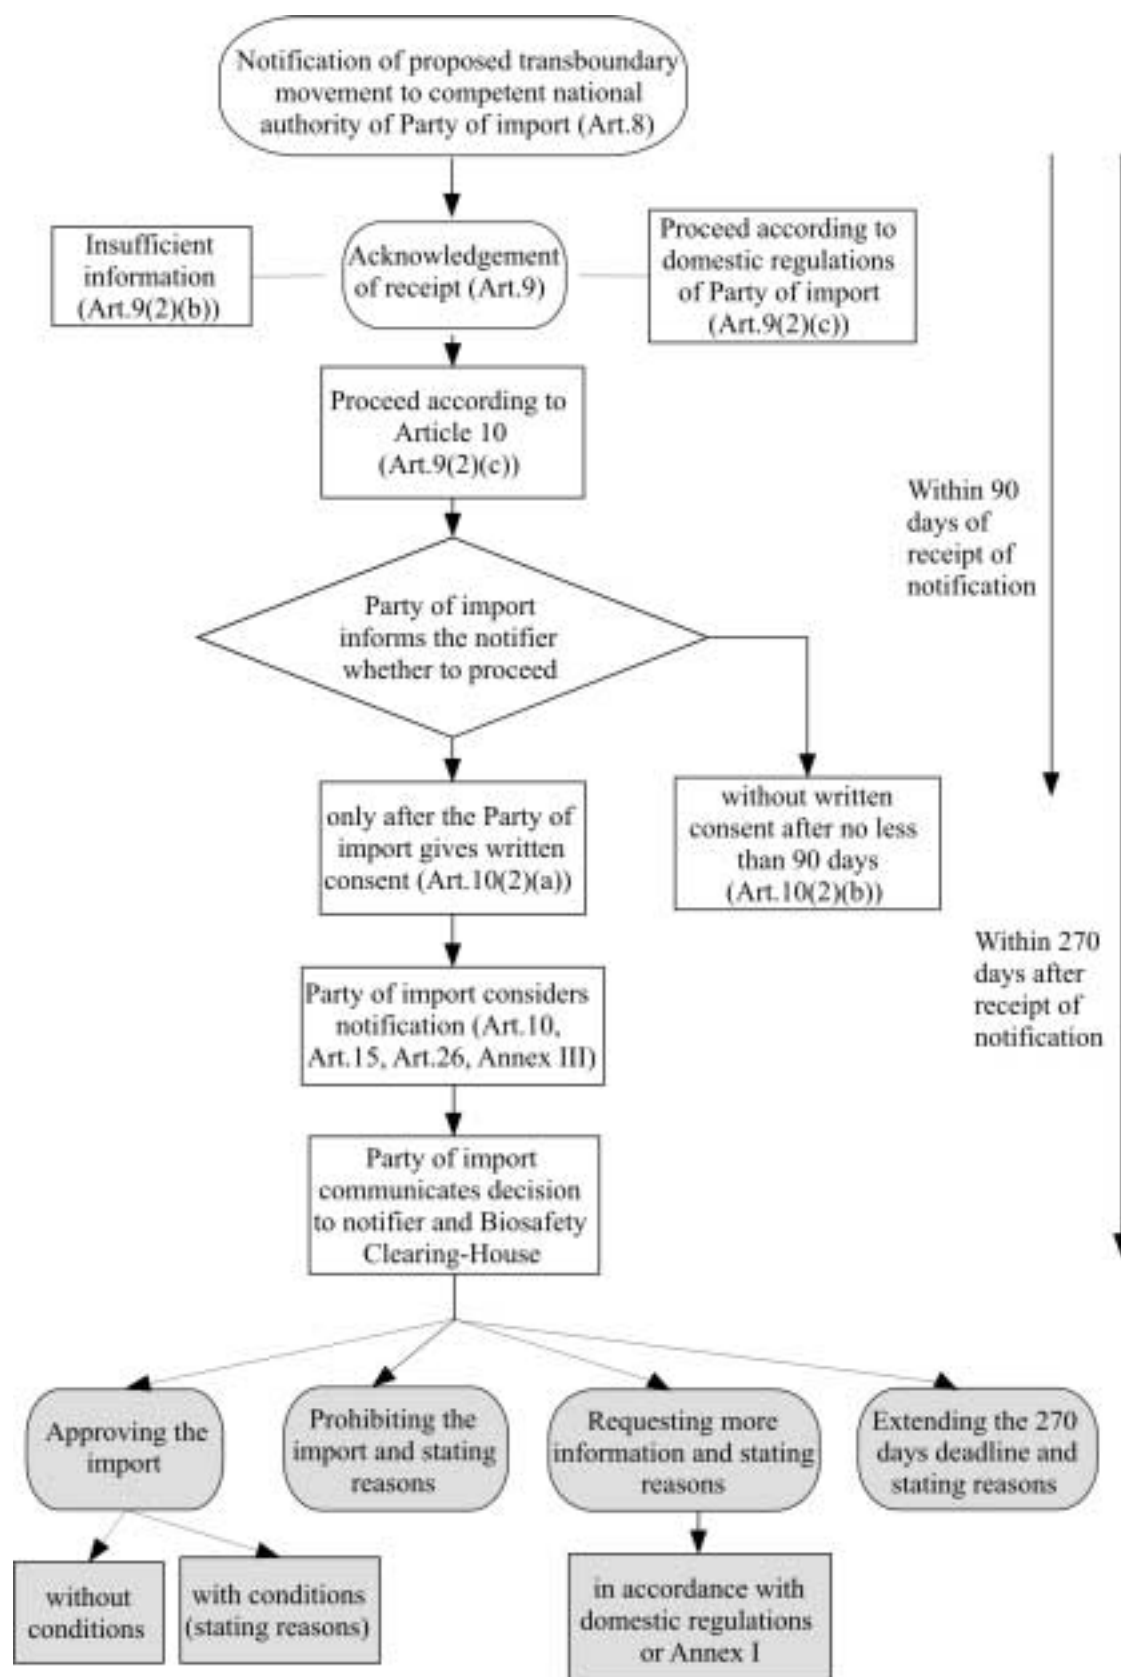 Notification of proposed transboundary
movement to competent national
authority of Party of import (Art.8)
Insufficient
information
(Art.9(2)(b))
Acknowledgement
of receipt (Art.9)
Proceed according to
domestic regulations
of Party of import
(Art.9(2)(c))
Proceed according to
Article 10
(Art.9(2)(c))
Within 90
days of
receipt of
notification
Party of import
informs the notifier
whether to proceed
only after the Party of
import gives written
consent (Art.10(2)(a))
without written
consent after no less
than 90 days
(Art.10(2)(b))
Within 270
days after
receipt of
notification
Party of import considers
notification (Art.10,
Art.15, Art.26, Annex III)
Party of import
communicates decision
to notifier and Biosafety
Clearing-House
Approving the
import
Prohibiting the
import and stating
reasons
Requesting more
information and stating
reasons
Extending the 270
days deadline and
stating reasons
without
conditions
with conditions
(stating reasons)
in accordance with
domestic regulations
or Annex I